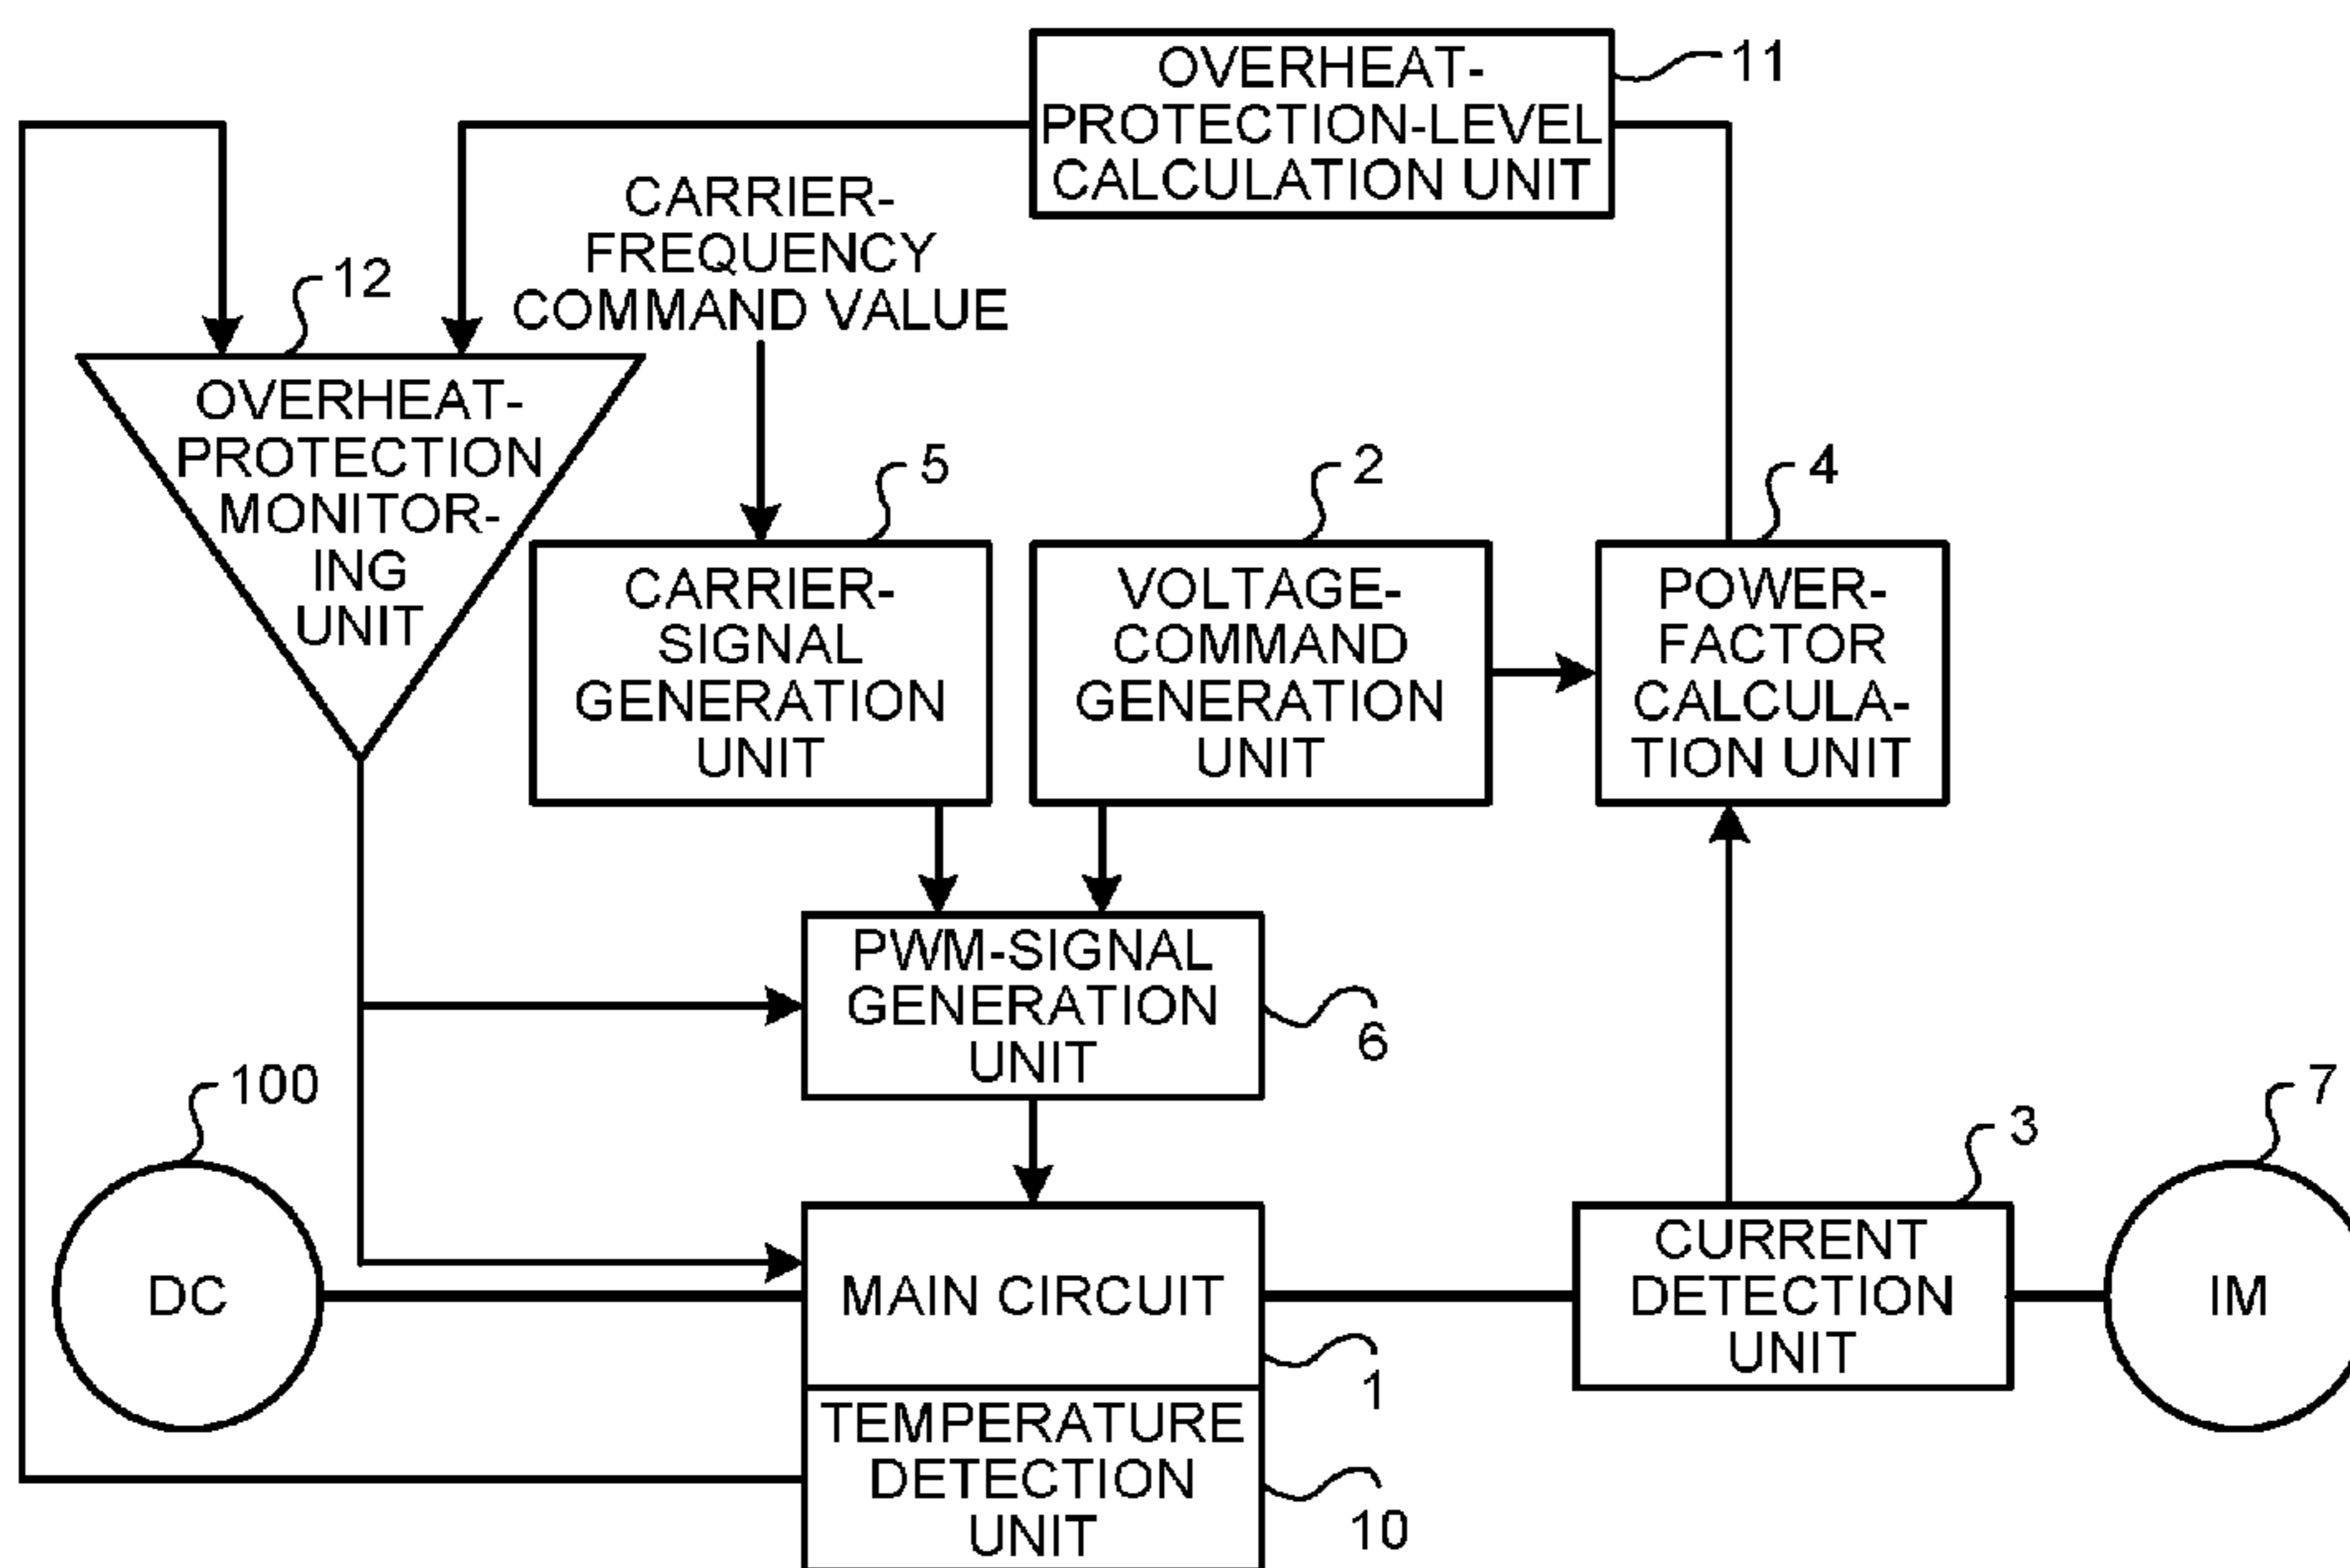 OVERHEAT-
PROTECTION-LEVEL
CALCULATION UNIT
11
CARRIER-
FREQUENCY
COMMAND VALUE
12
OVERHEAT-
PROTECTION
MONITOR-
ING
UNIT
5
CARRIER-
SIGNAL
GENERATION
UNIT
2
VOLTAGE-
COMMAND
GENERATION
UNIT
4
POWER-
FACTOR
CALCULA-
TION UNIT
PWM-SIGNAL
GENERATION
UNIT
6
100
DC
MAIN CIRCUIT
1
3
CURRENT
DETECTION
UNIT
7
IM
TEMPERATURE
DETECTION
UNIT
10